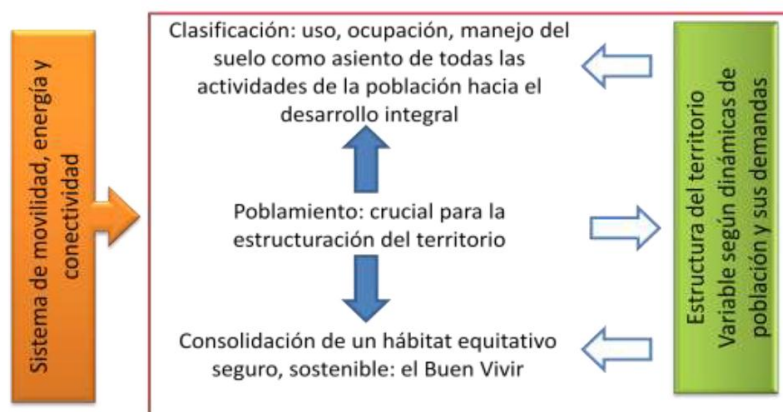 Sistema de movilidad, energía y
conectividad
Clasificación: uso, ocupación, manejo del
suelo como asiento de todas las
actividades de la población hacia el
desarrollo integral
Poblamiento: crucial para la
estructuración del territorio
Consolidación de un hábitat equitativo
seguro, sostenible: el Buen Vivir
Estructura del territorio
Variable según dinámicas de
población y sus demandas